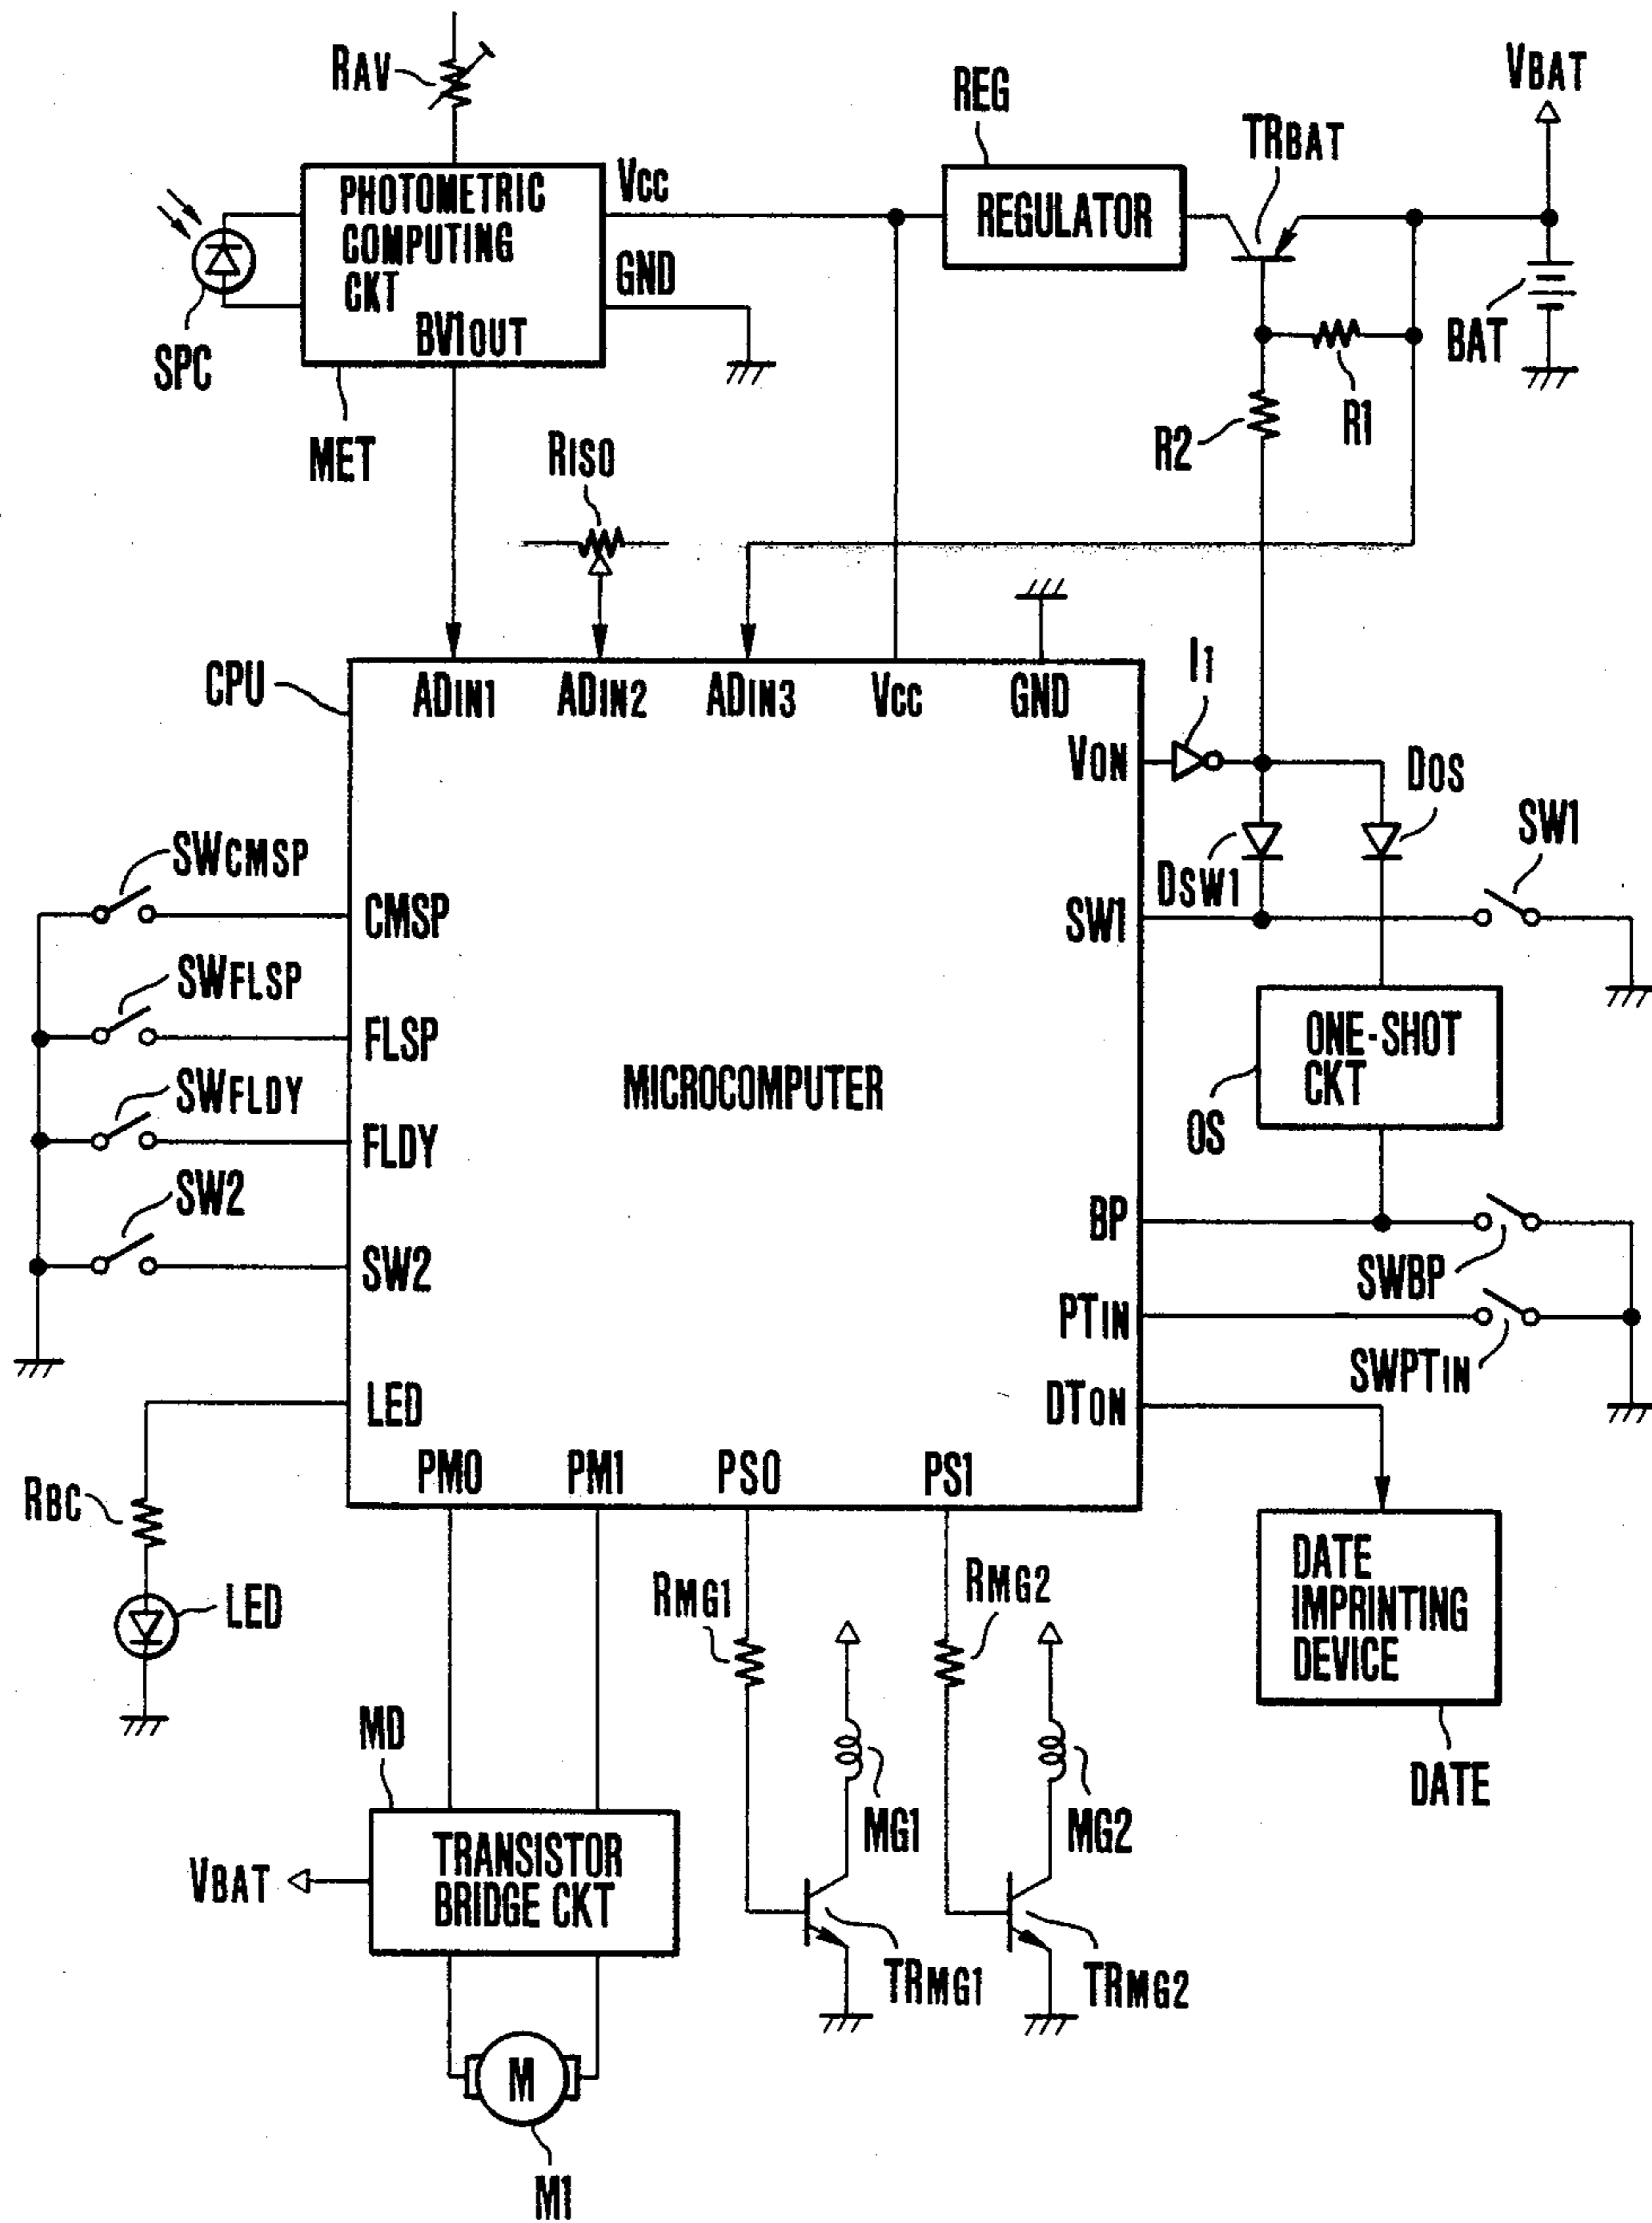 RAV
REG
VBAT
TRBAT
PHOTOMETRIC
COMPUTING
CKT
BV1OUT
VCC
GND
REGULATOR
SPC
MET
BAT
R1
R2
RISO
CPU
ADIN1
ADIN2
ADIN3
VCC
GND
I1
VON
DOS
SW1
DSW1
SWCMSP
CMSP
SW1
SWFLSP
FLSP
ONE-SHOT
CKT
MICROCOMPUTER
SWFLDY
FLDY
OS
SW2
SW2
BP
SWBP
PTIN
SWPTIN
LED
DTON
PM0
PM1
PS0
PS1
RBC
LED
RMG1
RMG2
DATE
IMPRINTING
DEVICE
DATE
MD
MG1
MG2
VBAT
TRANSISTOR
BRIDGE CKT
TRMG1
TRMG2
M
M1